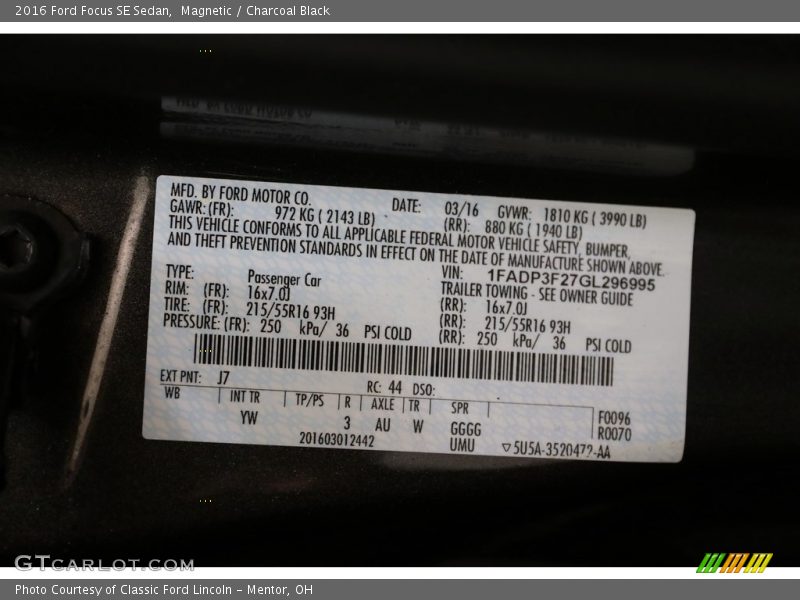 2016 Ford Focus SE Sedan,  Magnetic / Charcoal Black
MFD. BY FORD MOTOR CO.
DATE: 03/16 GVWR: 1810 KG ( 3990 LB)
GAWR: (FR): 972 KG ( 2143 LB) (RR): 880 KG ( 1940 LB)
THIS VEHICLE CONFORMS TO ALL APPLICABLE FEDERAL MOTOR VEHICLE SAFETY, BUMPER,
AND THEFT PREVENTION STANDARDS IN EFFECT ON THE DATE OF MANUFACTURE SHOWN ABOVE.
VIN: 1FADP3F27GL296995
TYPE: Passenger Car TRAILER TOWING - SEE OWNER GUIDE
RIM: (FR): 16x7.0J (RR): 16x7.0J
TIRE: (FR): 215/55R16 93H (RR): 215/55R16 93H
PRESSURE: (FR): 250 kPa/ 36 PSI COLD (RR): 250 kPa/ 36 PSI COLD
EXT PNT: J7 RC: 44 DSO:
WB INT TR TP/PS R AXLE TR SPR
F0096
YW 3 AU W GGGG
R0070
201603012442 UMU ▽5U5A-3520472-AA
GTCARLOT.COM
Photo Courtesy of Classic Ford Lincoln - Mentor, OH